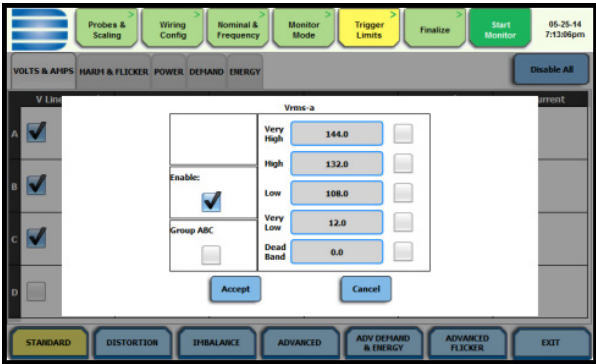 Probes & Scaling
Wiring Config
Nominal & Frequency
Monitor Mode
Trigger Limits
Finalize
Start Monitor
05-25-14
7:13:06pm
VOLTS & AMPS
HARM & FLICKER
POWER
DEMAND
ENERGY
Disable All
V Line
Vrms-a
A
Very High
144.0
High
132.0
Enable:
B
Low
108.0
Very Low
12.0
Group ABC
C
Dead Band
0.0
D
Accept
Cancel
STANDARD
DISTORTION
IMBALANCE
ADVANCED
ADV DEMAND & ENERGY
ADVANCED FLICKER
EXIT